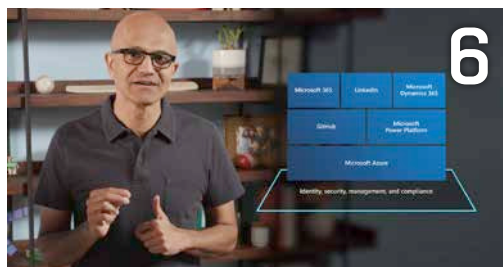 6
Microsoft 365
LinkedIn
Microsoft
Dynamics 365
GitHub
Microsoft
Power Platform
Microsoft Azure
Identity, security, management, and compliance